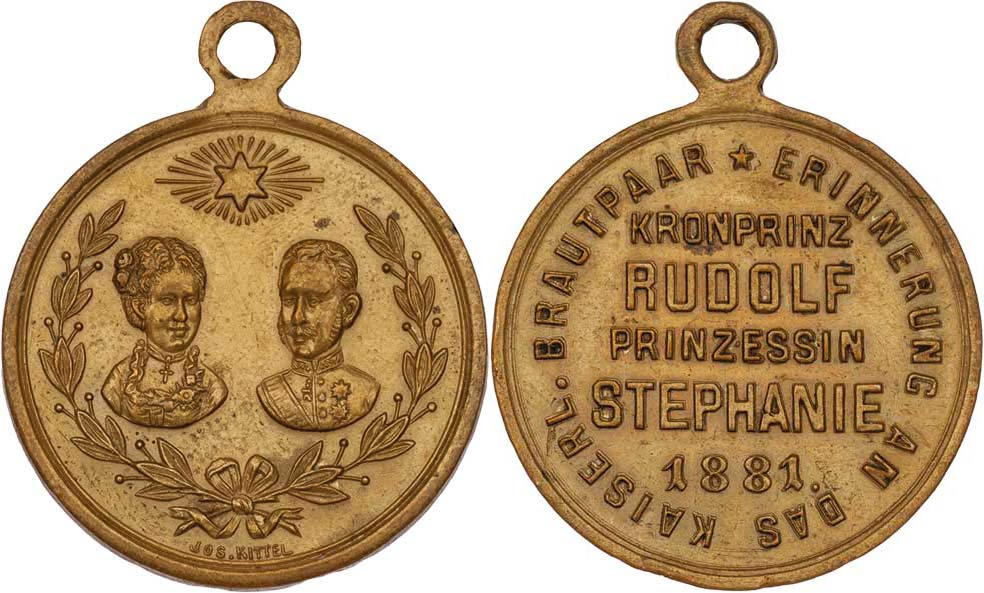 JOS. KITTEL
ERINNERUNG AN DAS KAISERL. BRAUTPAAR ★
KRONPRINZ
RUDOLF
PRINZESSIN
STEPHANIE
1881.